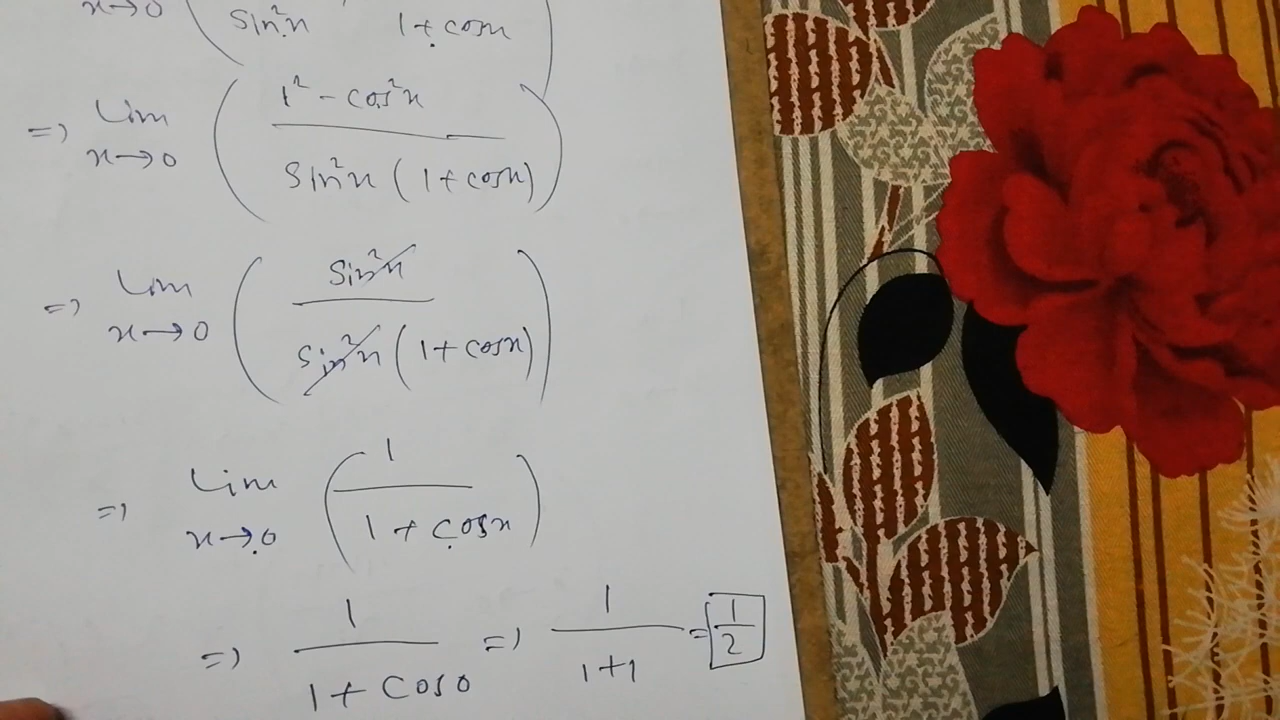 x→0 ( sin²x 1 + cosx )
=> Lim x→0 ( 1² - cos²x / sin²x (1 + cosx) )
=> Lim x→0 ( sin²x / sin²x (1 + cosx) )
=> Lim x→0 ( 1 / 1 + cosx )
=> 1 / 1 + cos0 => 1 / 1+1 = 1/2